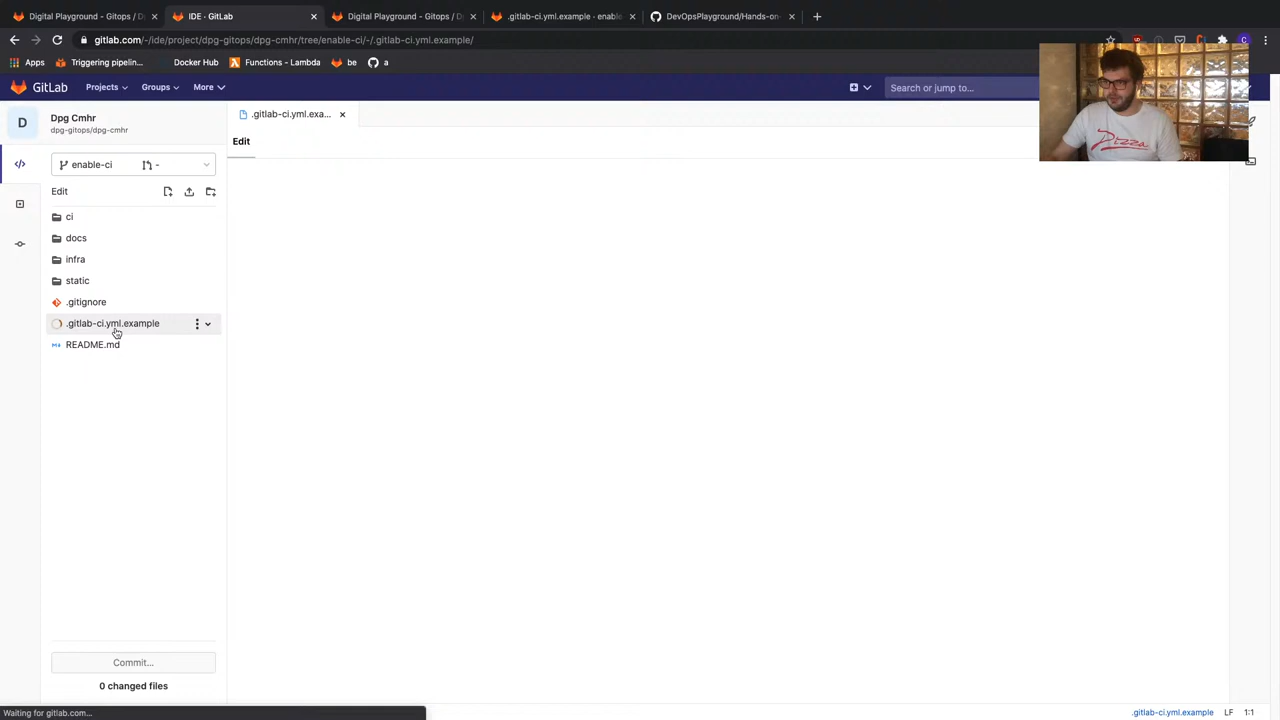 Digital Playground - Gitops / Dp
IDE · GitLab
Digital Playground - Gitops / Dp
.gitlab-ci.yml.example · enable
DevOpsPlayground/Hands-on-
gitlab.com/-/ide/project/dpg-gitops/dpg-cmhr/tree/enable-ci/-/.gitlab-ci.yml.example/
Apps
Triggering pipelin...
Docker Hub
Functions - Lambda
be
a
GitLab
Projects
Groups
More
Search or jump to...
D
Dpg Cmhr
dpg-gitops/dpg-cmhr
.gitlab-ci.yml.exa...
Edit
enable-ci
-
Edit
ci
docs
infra
static
.gitignore
.gitlab-ci.yml.example
README.md
Pizza
Commit...
0 changed files
Waiting for gitlab.com...
.gitlab-ci.yml.example
LF
1:1